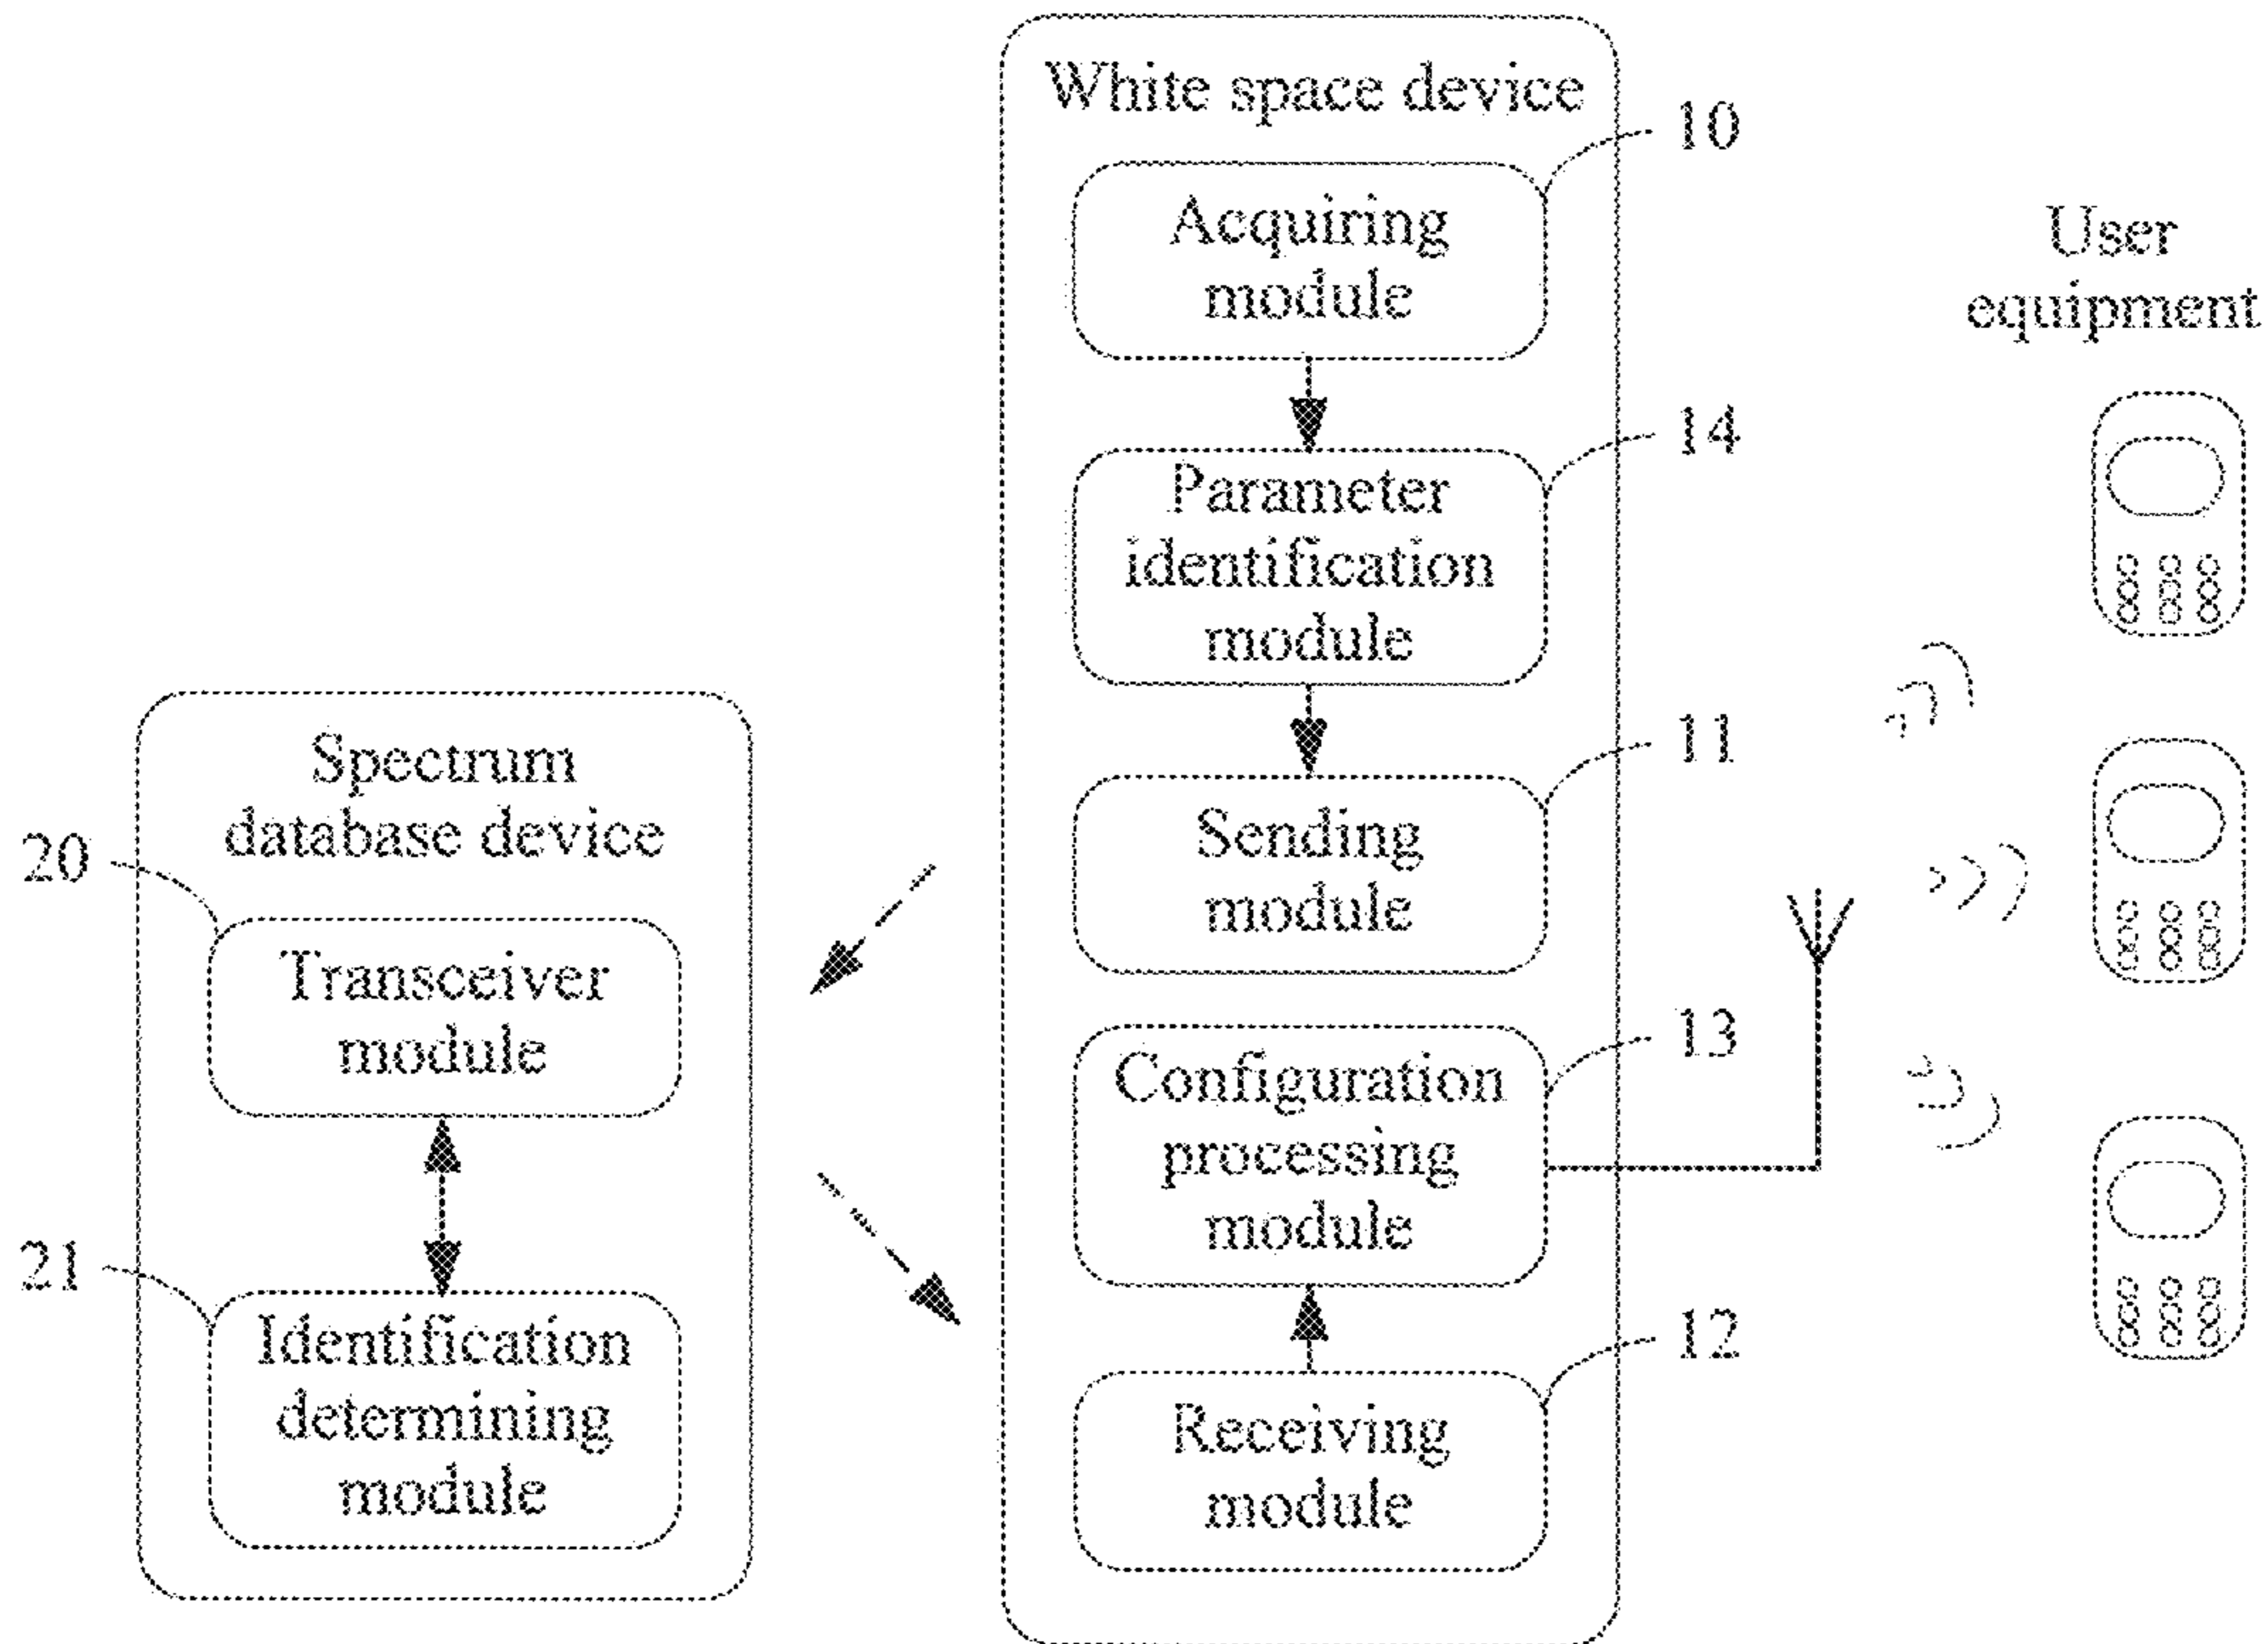 White space device
10
Acquiring
module
User
equipment
14
Parameter
identification
module
11
Sending
module
Spectrum
database device
20
Transceiver
module
13
Configuration
processing
module
21
Identification
determining
module
12
Receiving
module